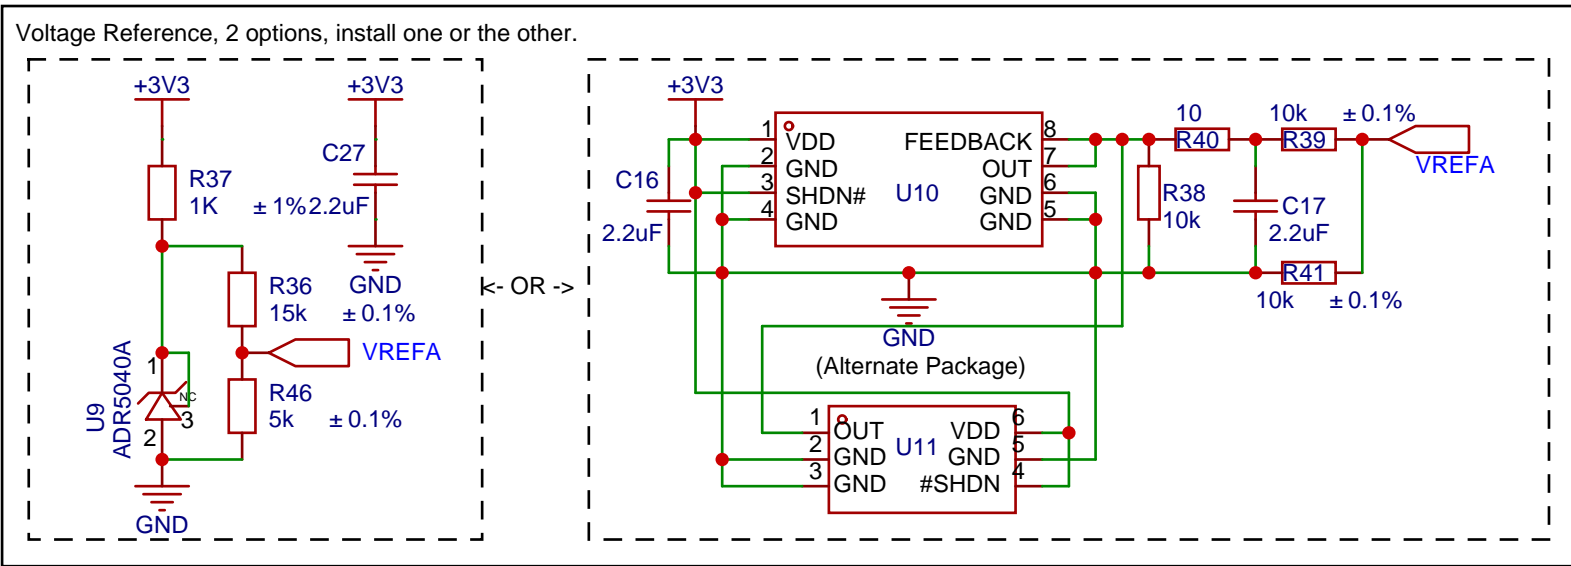 Voltage Reference, 2 options, install one or the other.
+3V3
+3V3
C27
R37
1K
± 1%
2.2uF
GND
R36
15k
± 0.1%
VREFA
R46
5k
± 0.1%
U9
ADR5040A
1
NC
3
2
GND
<- OR ->
+3V3
C16
2.2uF
1
VDD
2
GND
3
SHDN#
4
GND
U10
FEEDBACK
8
OUT
7
GND
6
GND
5
10
R40
10k
± 0.1%
R39
VREFA
R38
10k
C17
2.2uF
R41
10k
± 0.1%
GND
(Alternate Package)
1
OUT
2
GND
3
GND
U11
VDD
6
GND
5
#SHDN
4